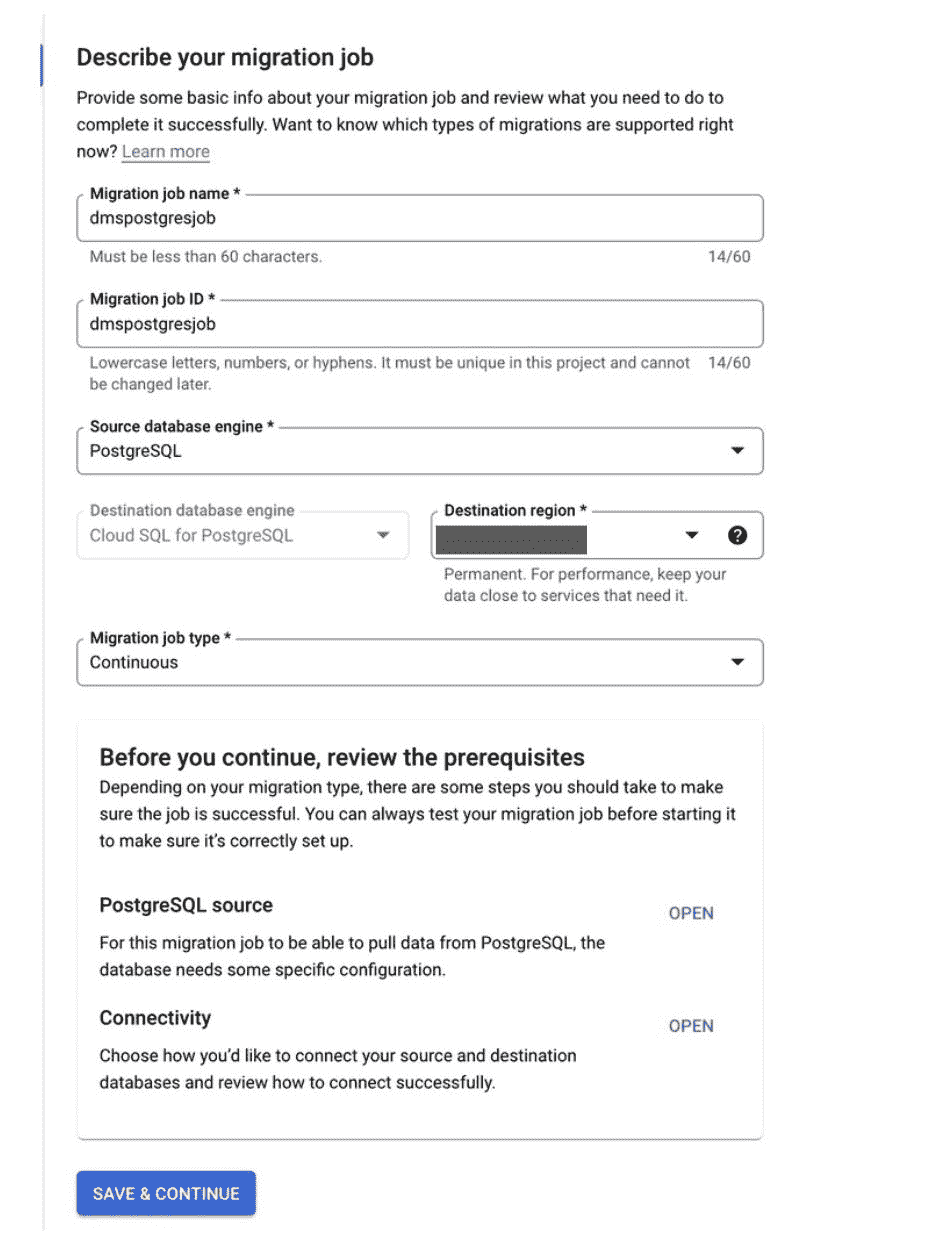 Describe your migration job
Provide some basic info about your migration job and review what you need to do to
complete it successfully. Want to know which types of migrations are supported right
now? Learn more
Migration job name *
dmspostgresjob
Must be less than 60 characters. 14/60
Migration job ID *
dmspostgresjob
Lowercase letters, numbers, or hyphens. It must be unique in this project and cannot 14/60
be changed later.
Source database engine *
PostgreSQL
Destination database engine Destination region *
Cloud SQL for PostgreSQL ?
Permanent. For performance, keep your
data close to services that need it.
Migration job type *
Continuous
Before you continue, review the prerequisites
Depending on your migration type, there are some steps you should take to make
sure the job is successful. You can always test your migration job before starting it
to make sure it's correctly set up.
PostgreSQL source OPEN
For this migration job to be able to pull data from PostgreSQL, the
database needs some specific configuration.
Connectivity OPEN
Choose how you'd like to connect your source and destination
databases and review how to connect successfully.
SAVE & CONTINUE